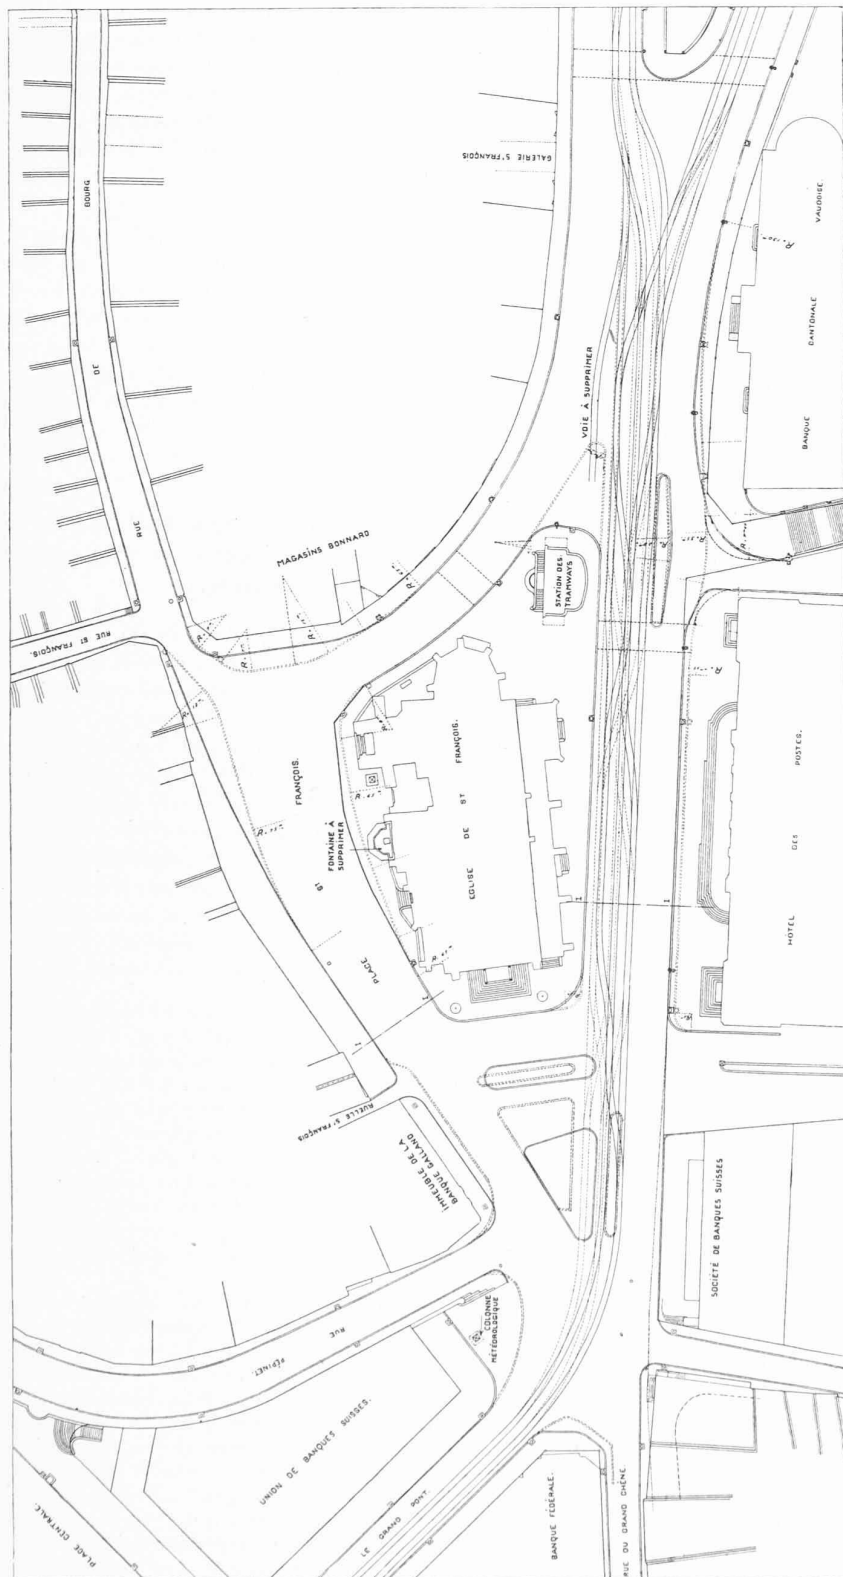 BOURG
DE
RUE
RUE ST FRANÇOIS.
GALERIE ST FRANÇOIS
VAUDOISE.
CANTONALE
BANQUE
VOIE À SUPPRIMER
MAGASINS BONNARD
STATION DES
TRAMWAYS
FRANÇOIS.
ST
PLACE
FONTAINE À
SUPPRIMER
EGLISE DE ST FRANÇOIS.
HÔTEL DES POSTES.
I
I
I
I
RUELLE ST FRANÇOIS
IMMEUBLE DE LA
BANQUE GALLAND
SOCIÉTÉ DE BANQUES SUISSES
COLONNE
MÉTÉOROLOGIQUE
RUE PÉPINET.
UNION DE BANQUES SUISSES.
PLACE CENTRALE.
LE GRAND PONT.
BANQUE FÉDÉRALE.
RUE DU GRAND CHÊNE.